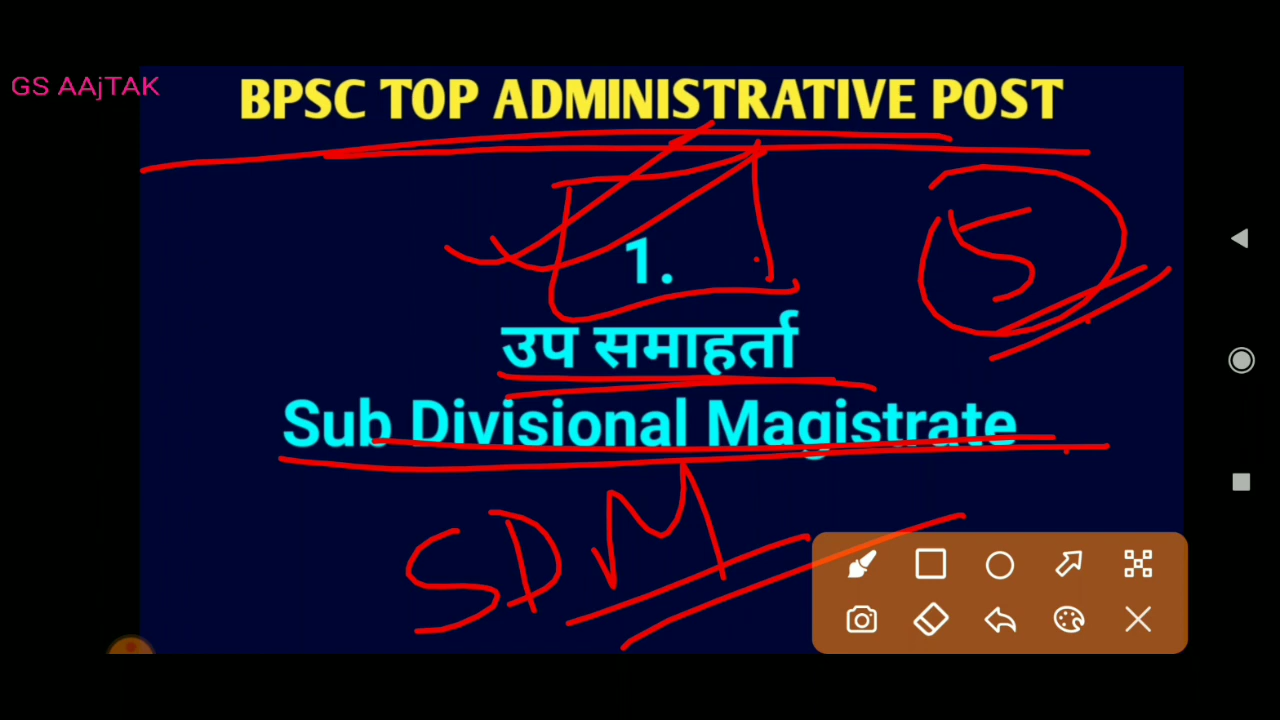 GS AAjTAK
BPSC TOP ADMINISTRATIVE POST
1.
5
उप समाहर्ता
Sub Divisional Magistrate
SDM